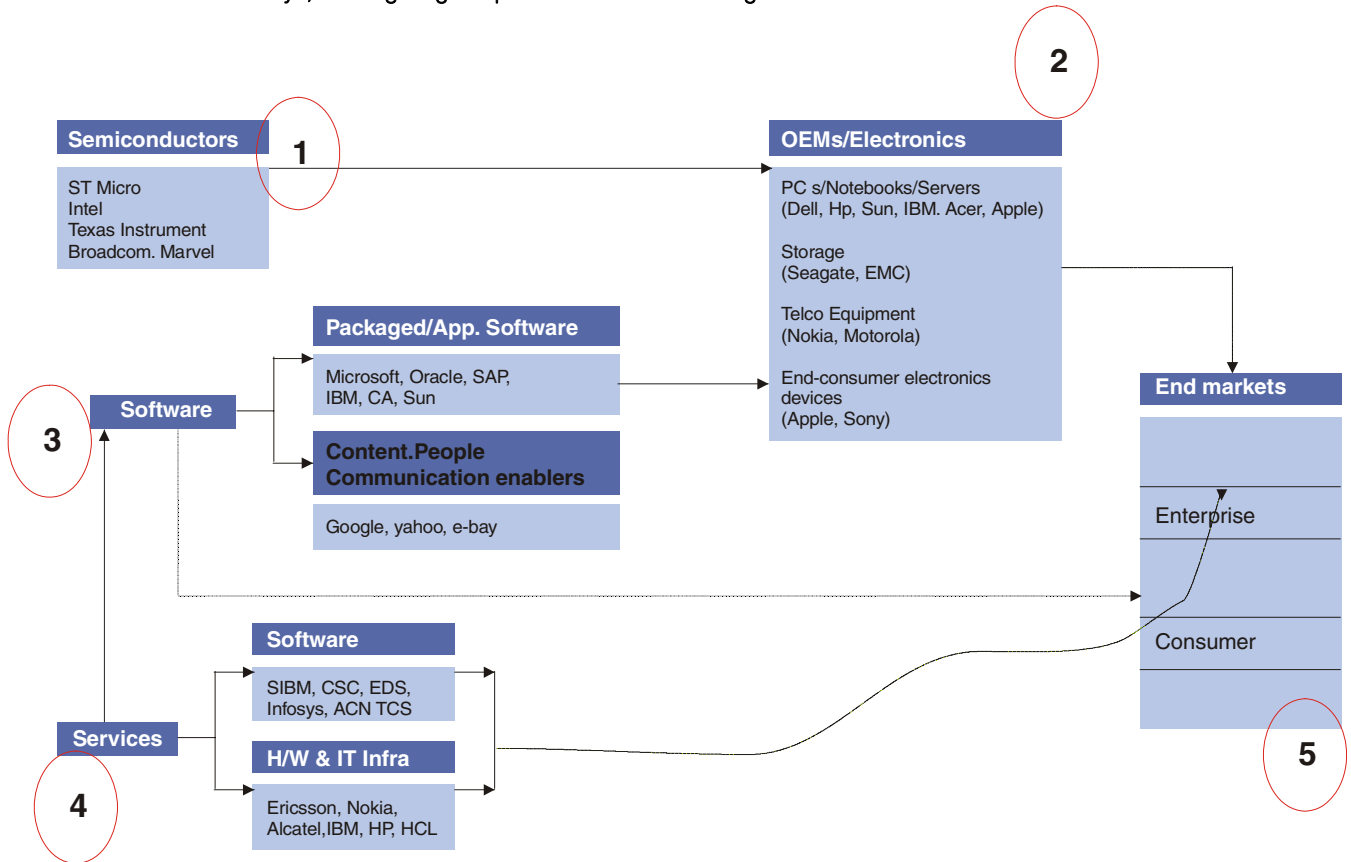 2
Semiconductors
1
OEMs/Electronics
ST Micro
Intel
Texas Instrument
Broadcom. Marvel
PC s/Notebooks/Servers
(Dell, Hp, Sun, IBM. Acer, Apple)
Storage
(Seagate, EMC)
Telco Equipment
(Nokia, Motorola)
End-consumer electronics
devices
(Apple, Sony)
Packaged/App. Software
Microsoft, Oracle, SAP,
IBM, CA, Sun
3
Software
Content.People
Communication enablers
Google, yahoo, e-bay
End markets
Enterprise
Consumer
5
Software
SIBM, CSC, EDS,
Infosys, ACN TCS
Services
4
H/W & IT Infra
Ericsson, Nokia,
Alcatel,IBM, HP, HCL